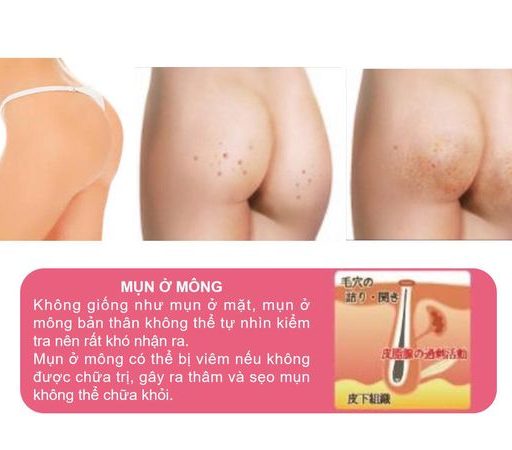 MỤN Ở MÔNG
Không giống như mụn ở mặt, mụn ở
mông bản thân không thể tự nhìn kiểm
tra nên rất khó nhận ra.
Mụn ở mông có thể bị viêm nếu không
được chữa trị, gây ra thâm và sẹo mụn
không thể chữa khỏi.
毛穴の
詰り・開き
皮脂腺の過剰活動
皮下組織